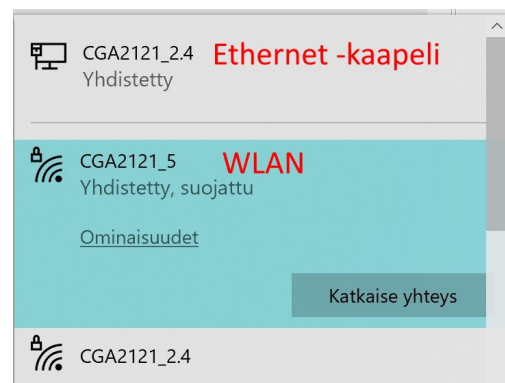 CGA2121_2.4 Ethernet -kaapeli
Yhdistetty
CGA2121_5 WLAN
Yhdistetty, suojattu
Ominaisuudet
Katkaise yhteys
CGA2121_2.4